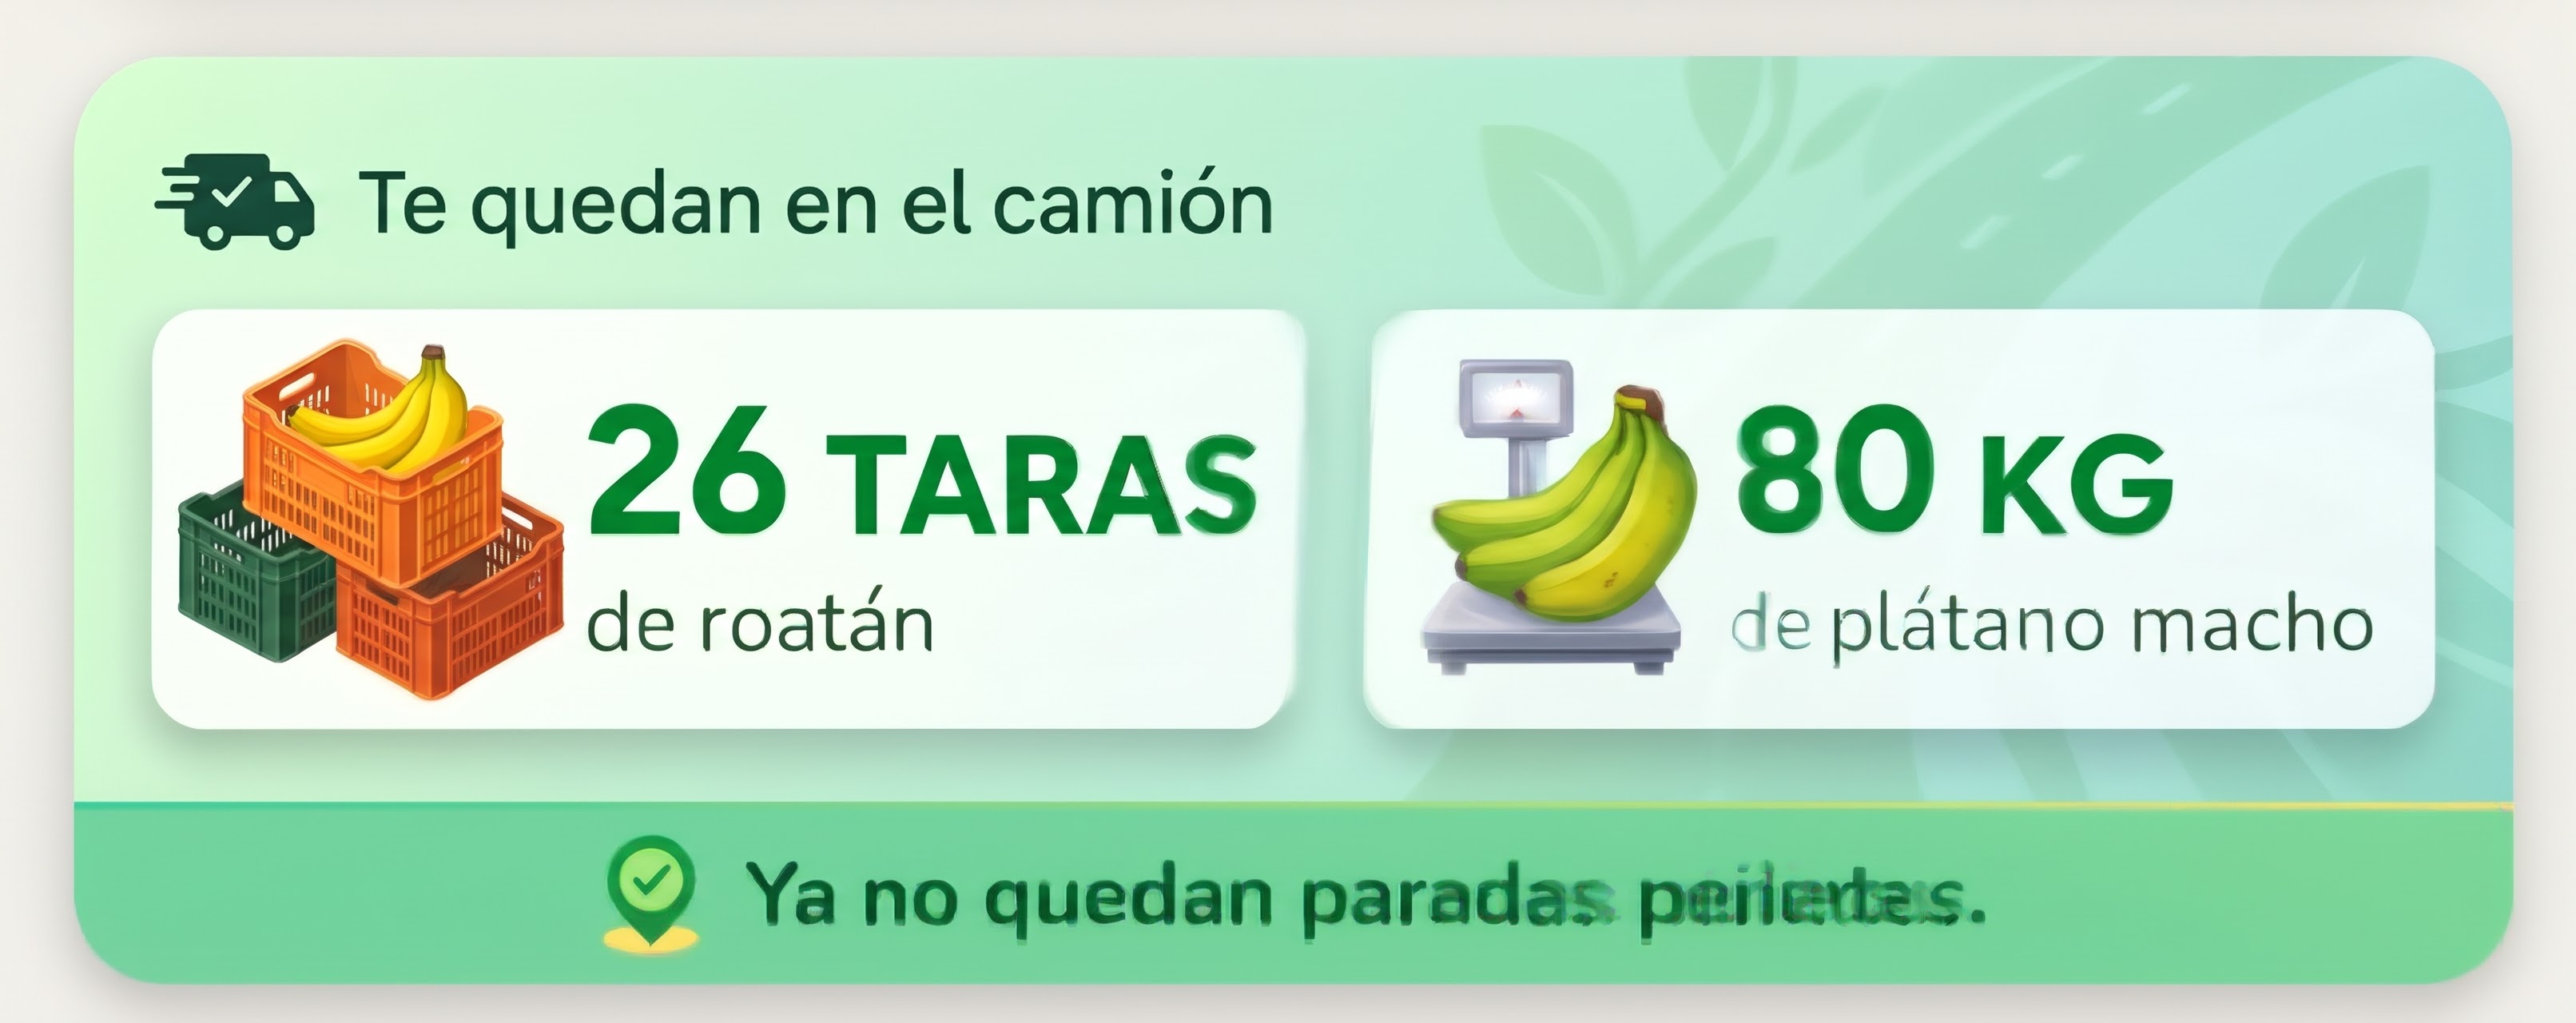 Te quedan en el camión
26 TARAS
de roatán
80 KG
de plátano macho
Ya no quedan paradas